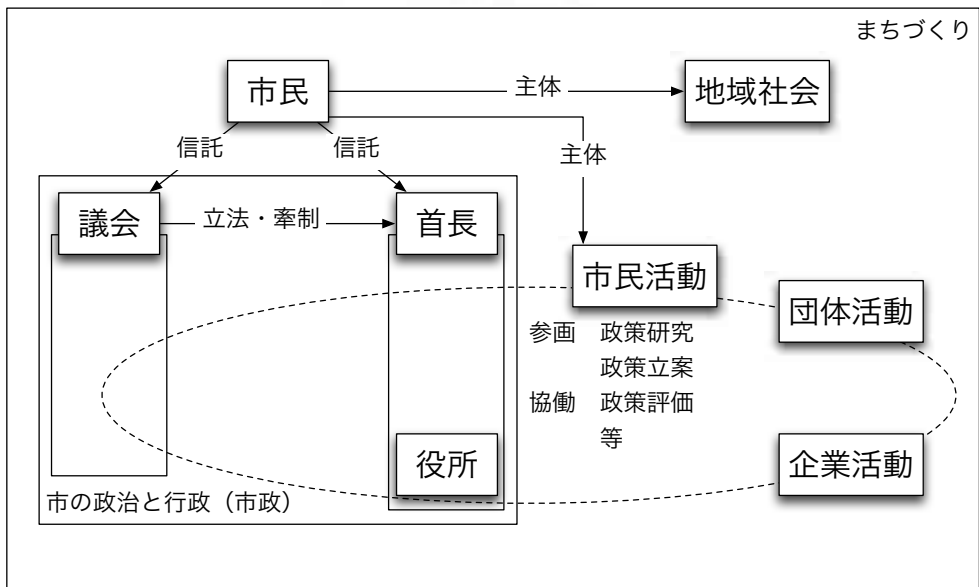 まちづくり
市民
主体
地域社会
信託
信託
主体
議会
立法・牽制
首長
市民活動
団体活動
参画 政策研究
政策立案
協働 政策評価
等
役所
企業活動
市の政治と行政（市政）